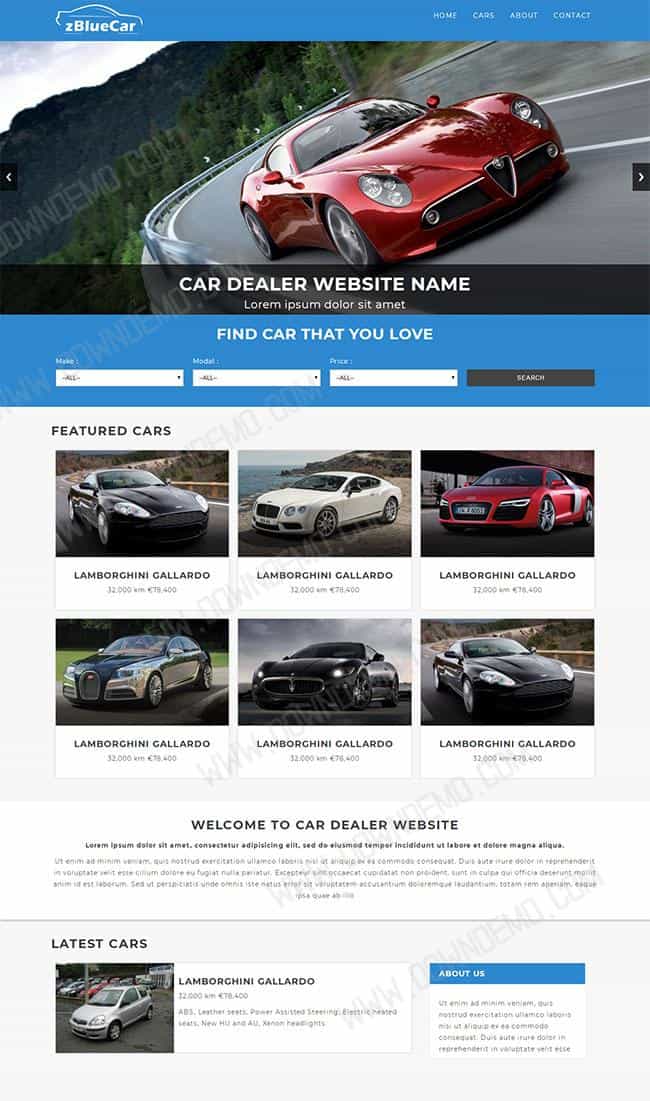 zBlueCar
HOME CARS ABOUT CONTACT
CAR DEALER WEBSITE NAME
Lorem ipsum dolor sit amet
FIND CAR THAT YOU LOVE
Make : Model : Price :
--ALL-- --ALL-- --ALL-- SEARCH
FEATURED CARS
LAMBORGHINI GALLARDO LAMBORGHINI GALLARDO LAMBORGHINI GALLARDO
32,000 km €78,400 32,000 km €78,400 32,000 km €78,400
LAMBORGHINI GALLARDO LAMBORGHINI GALLARDO LAMBORGHINI GALLARDO
32,000 km €78,400 32,000 km €78,400 32,000 km €78,400
WELCOME TO CAR DEALER WEBSITE
Lorem ipsum dolor sit amet, consectetur adipisicing elit, sed do eiusmod tempor incididunt ut labore et dolore magna aliqua.
Ut enim ad minim veniam, quis nostrud exercitation ullamco laboris nisi ut aliquip ex ea commodo consequat. Duis aute irure dolor in reprehenderit
in voluptate velit esse cillum dolore eu fugiat nulla pariatur. Excepteur sint occaecat cupidatat non proident, sunt in culpa qui officia deserunt mollit
anim id est laborum. Sed ut perspiciatis unde omnis iste natus error sit voluptatem accusantium doloremque laudantium, totam rem aperiam, eaque
ipsa quae ab illo
LATEST CARS
LAMBORGHINI GALLARDO
32,000 km €78,400
ABS, Leather seats, Power Assisted Steering, Electric heated
seats, New HU and AU, Xenon headlights
ABOUT US
Ut enim ad minim veniam, quis
nostrud exercitation ullamco laboris
nisi ut aliquip ex ea commodo
consequat. Duis aute irure dolor in
reprehenderit in voluptate velit esse
WWW.DOWNDEMO.COM